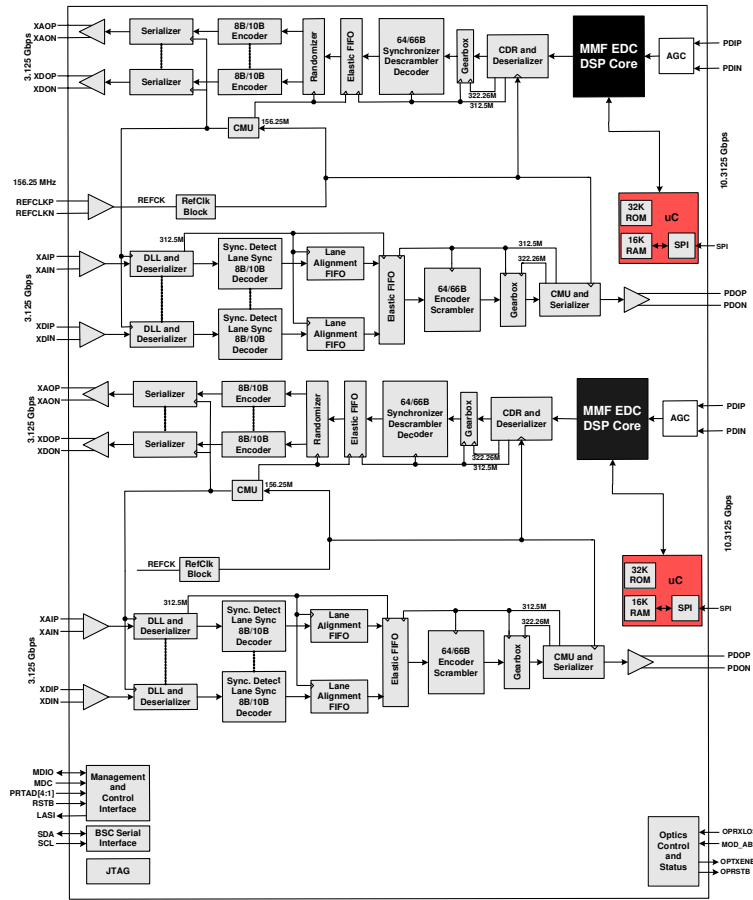 XAOP
XAON
3.125 Gbps
XDOP
XDON
Serializer
Serializer
8B/10B
Encoder
8B/10B
Encoder
Randomizer
Elastic FIFO
64/66B
Synchronizer
Descrambler
Decoder
Gearbox
CDR and
Deserializer
MMF EDC
DSP Core
AGC
PDIP
PDIN
322.26M
312.5M
CMU
156.25M
10.3125 Gbps
156.25 MHz
REFCLKP
REFCLKN
REFCK
RefClk
Block
32K
ROM
uC
16K
RAM
SPI
SPI
XAIP
XAIN
3.125 Gbps
XDIP
XDIN
312.5M
DLL and
Deserializer
DLL and
Deserializer
Sync. Detect
Lane Sync
8B/10B
Decoder
Sync. Detect
Lane Sync
8B/10B
Decoder
Lane
Alignment
FIFO
Lane
Alignment
FIFO
Elastic FIFO
64/66B
Encoder
Scrambler
Gearbox
312.5M
322.26M
CMU and
Serializer
PDOP
PDON
XAOP
XAON
3.125 Gbps
XDOP
XDON
Serializer
Serializer
8B/10B
Encoder
8B/10B
Encoder
Randomizer
Elastic FIFO
64/66B
Synchronizer
Descrambler
Decoder
Gearbox
CDR and
Deserializer
MMF EDC
DSP Core
AGC
PDIP
PDIN
322.26M
312.5M
CMU
156.25M
10.3125 Gbps
REFCK
RefClk
Block
32K
ROM
uC
16K
RAM
SPI
SPI
XAIP
XAIN
3.125 Gbps
XDIP
XDIN
312.5M
DLL and
Deserializer
DLL and
Deserializer
Sync. Detect
Lane Sync
8B/10B
Decoder
Sync. Detect
Lane Sync
8B/10B
Decoder
Lane
Alignment
FIFO
Lane
Alignment
FIFO
Elastic FIFO
64/66B
Encoder
Scrambler
Gearbox
312.5M
322.26M
CMU and
Serializer
PDOP
PDON
MDIO
MDC
PRTAD[4:1]
RSTB
LASI
Management
and
Control
Interface
SDA
SCL
BSC Serial
Interface
JTAG
Optics
Control
and
Status
OPRXLO
MOD_AB
OPTXENB
OPRSTB